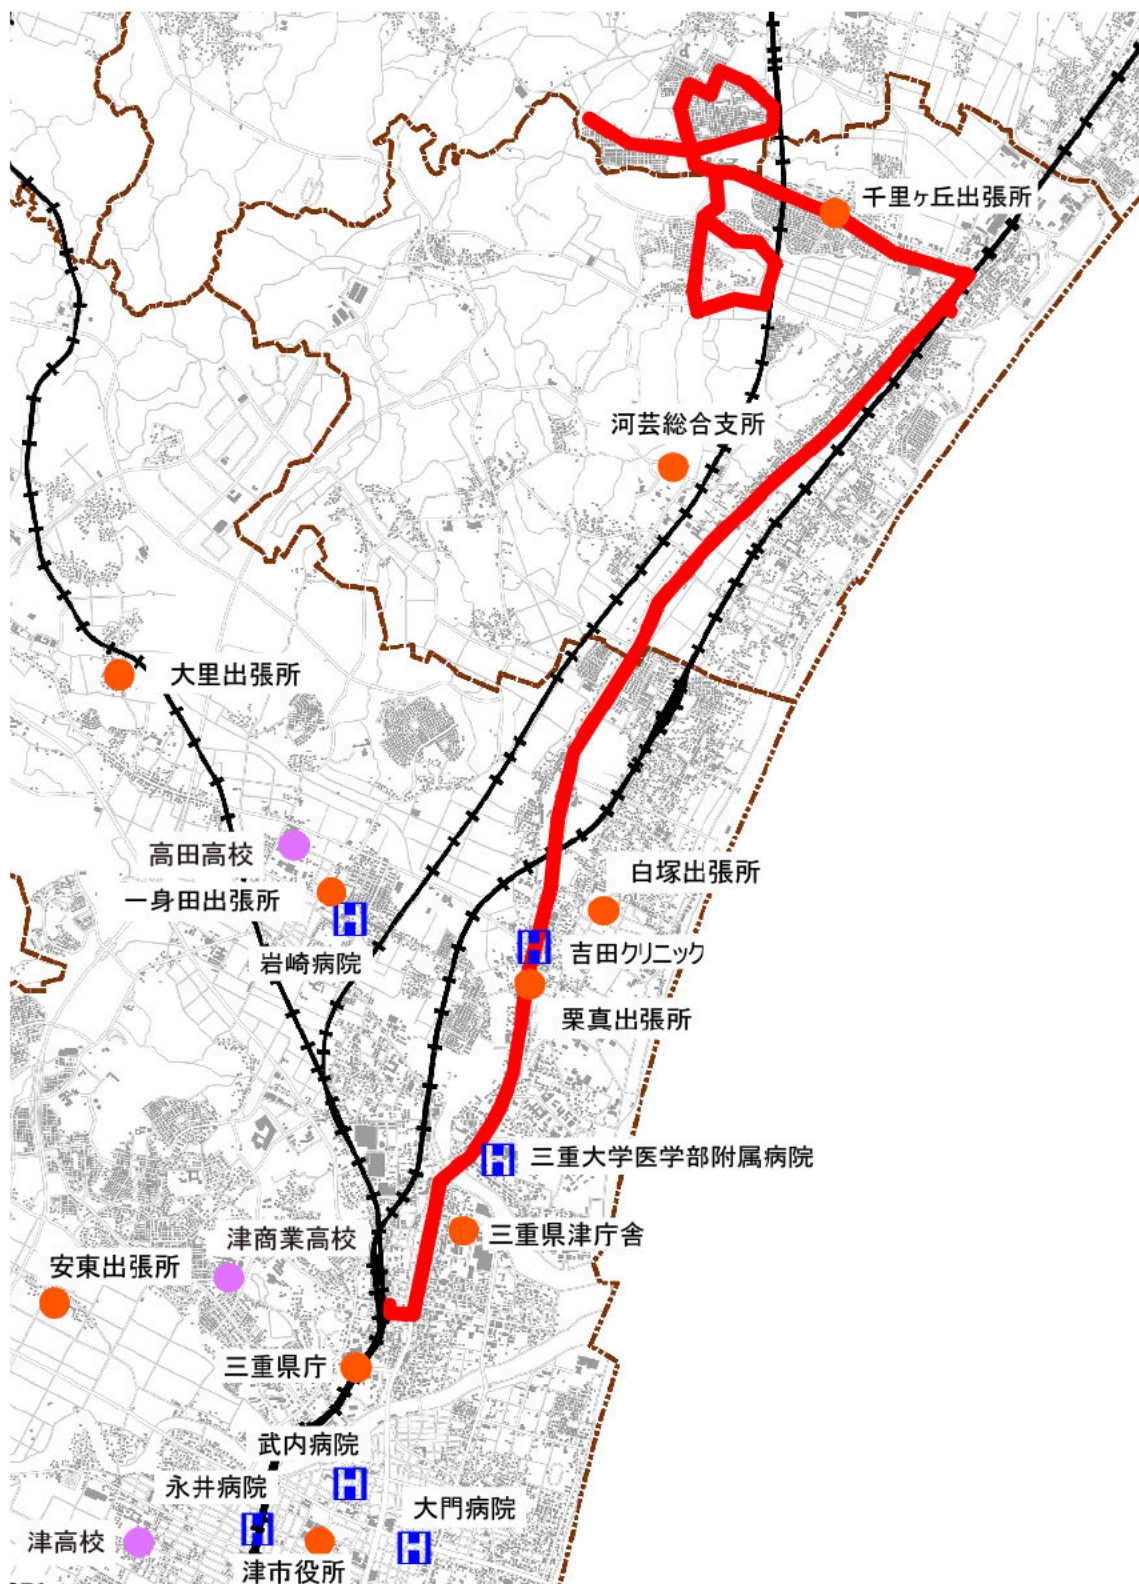 千里ヶ丘出張所
河芸総合支所
大里出張所
高田高校
白塚出張所
一身田出張所
吉田クリニック
岩崎病院
栗真出張所
三重大学医学部附属病院
津商業高校
三重県津庁舎
安東出張所
三重県庁
武内病院
永井病院
大門病院
津高校
津市役所